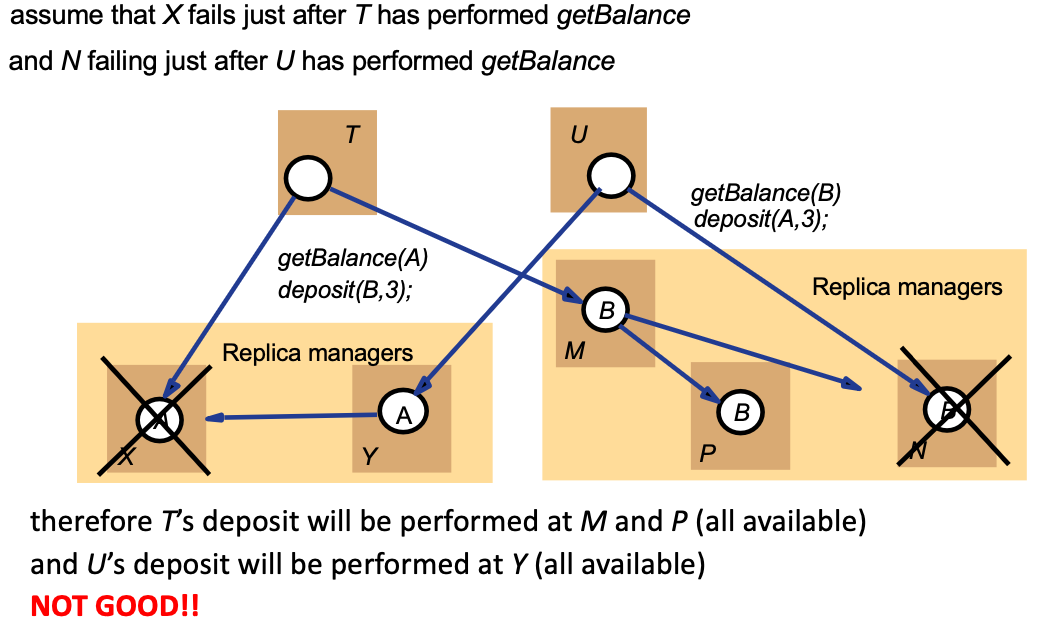 assume that X fails just after T has performed getBalance
and N failing just after U has performed getBalance
T
U
getBalance(B)
deposit(A,3);
getBalance(A)
deposit(B,3);
Replica managers
B
M
Replica managers
A
X
A
Y
B
P
B
N
therefore T's deposit will be performed at M and P (all available)
and U's deposit will be performed at Y (all available)
NOT GOOD!!